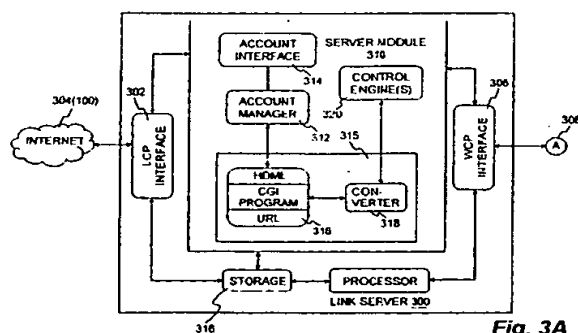 SERVER MODULE
310
ACCOUNT
INTERFACE
314
302
304(100)
INTERNET
LCP
INTERFACE
CONTROL
ENGINE(S)
320
ACCOUNT
MANAGER
312
315
306
WCP
INTERFACE
308
A
HDML
CGI
PROGRAM
URL
316
CON-
VERTER
318
STORAGE
316
PROCESSOR
LINK SERVER 300
Fig. 3A